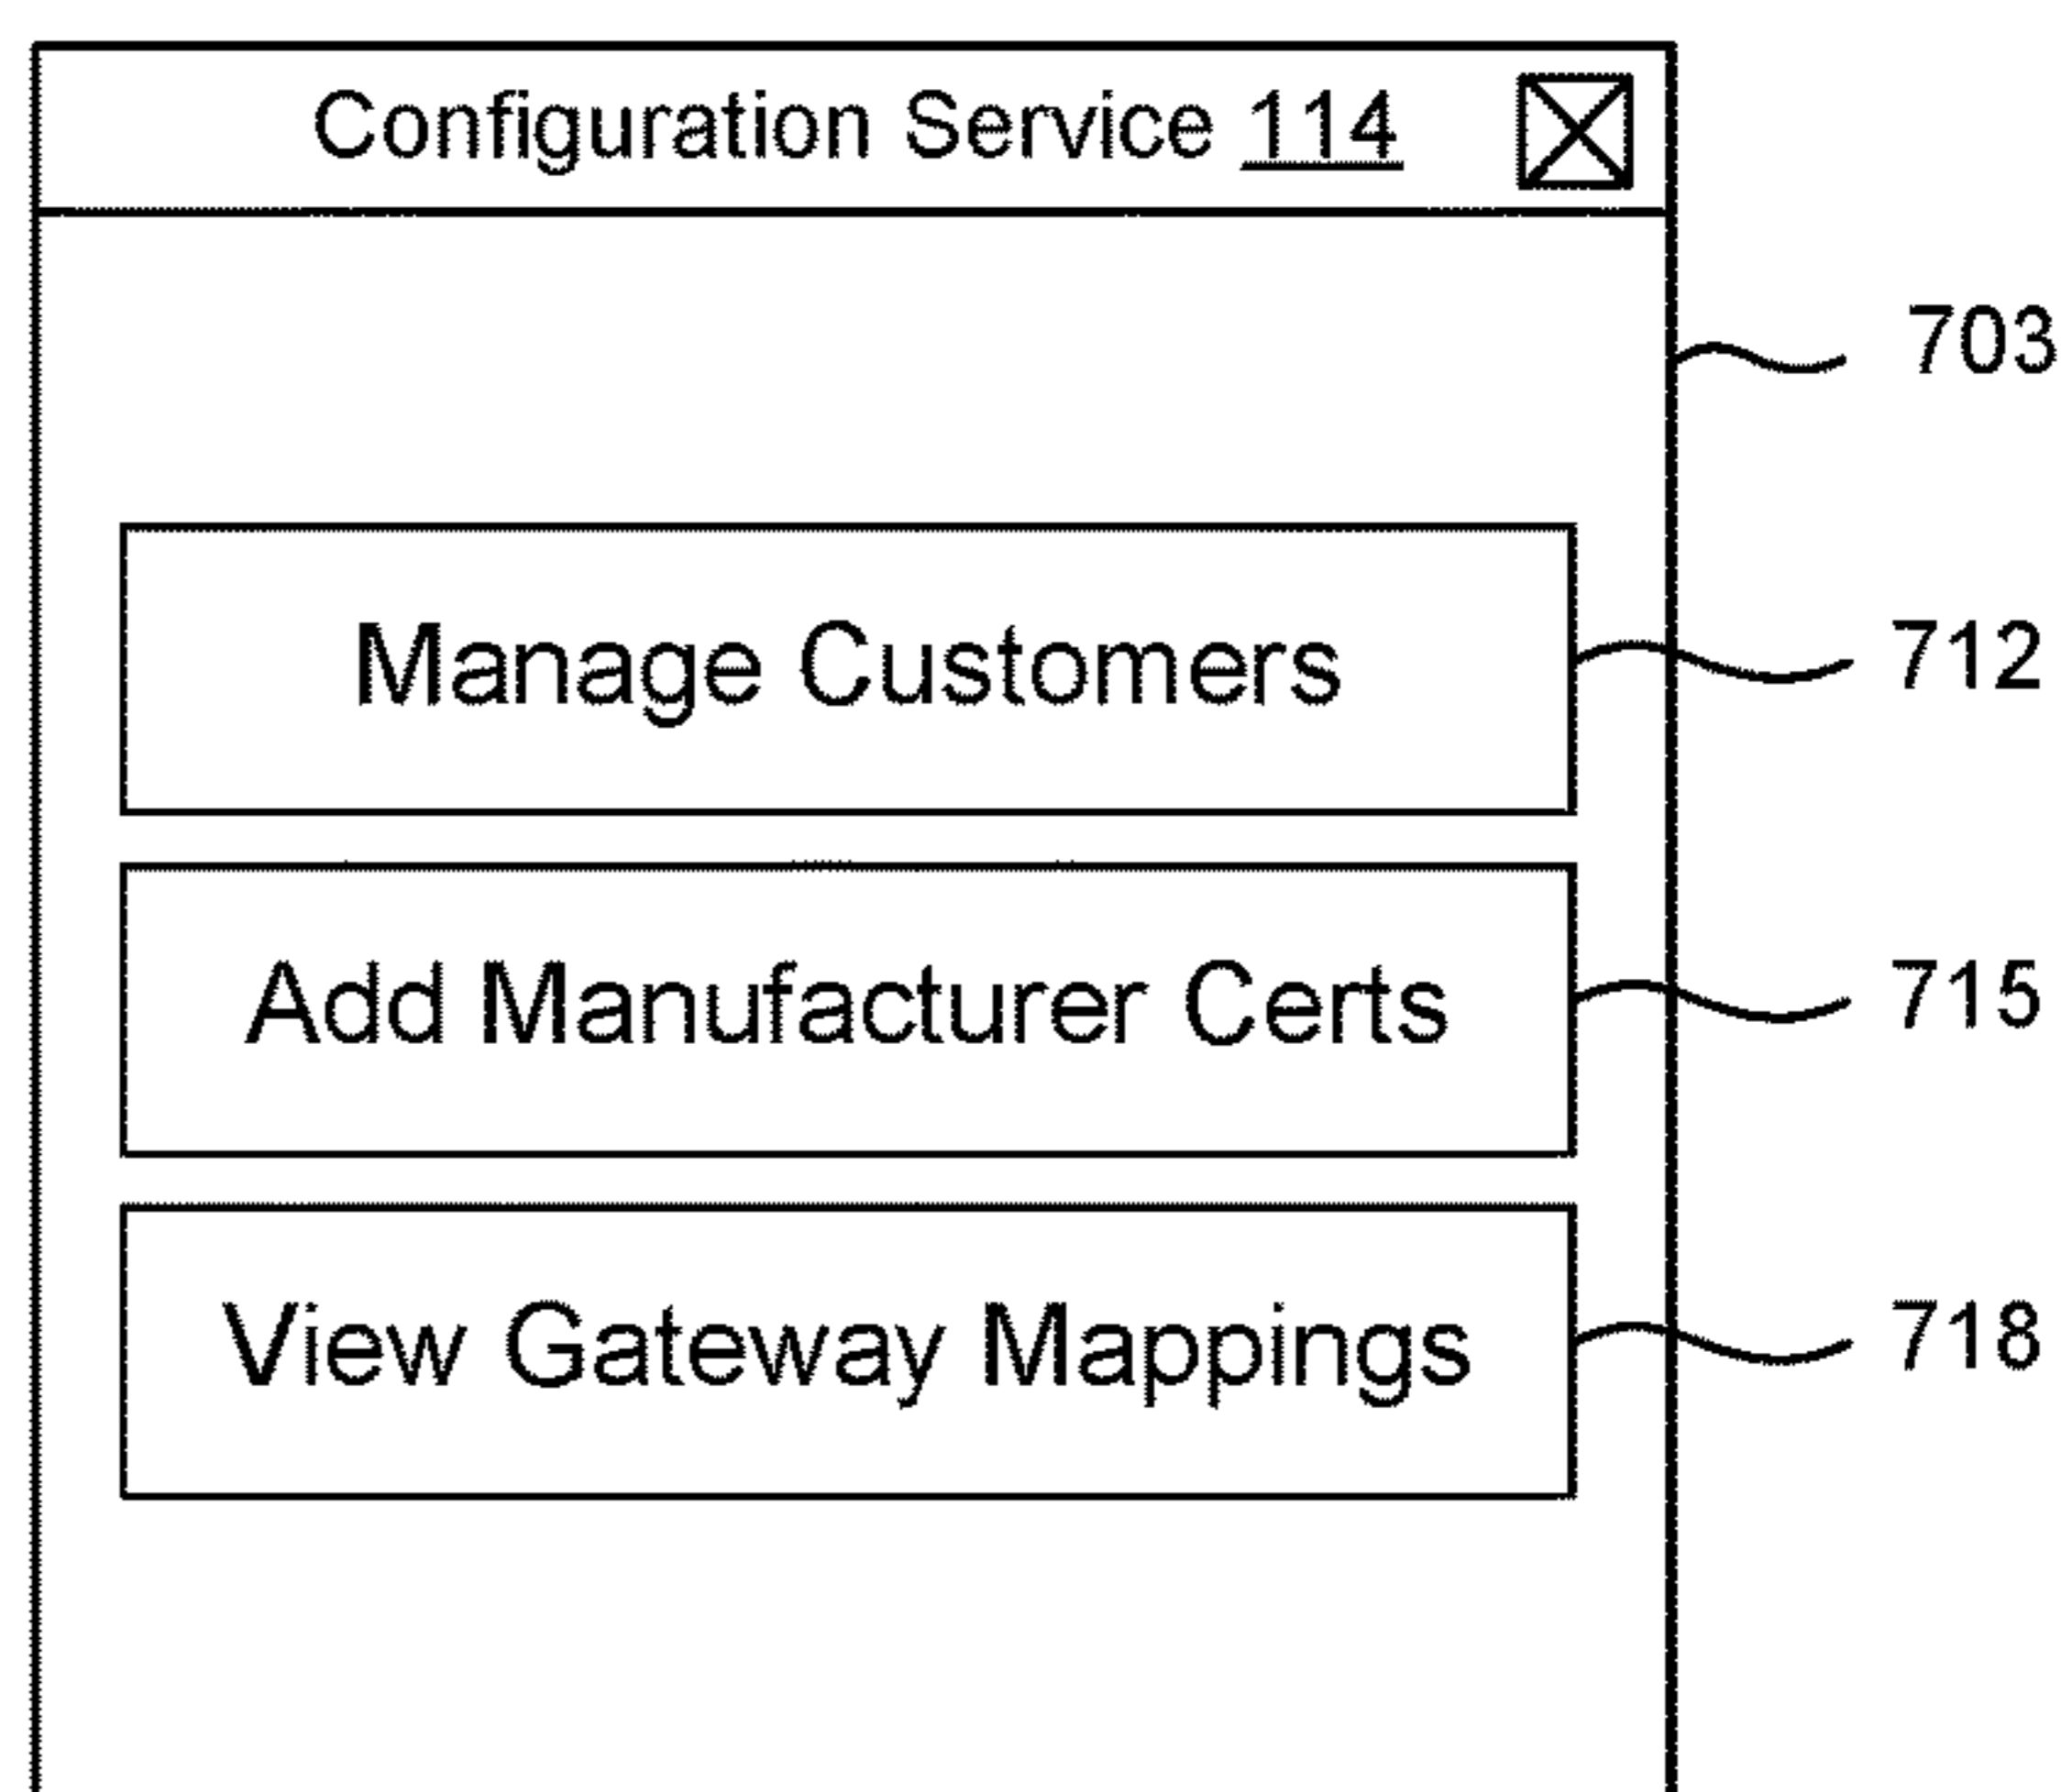 Configuration Service 114
703
Manage Customers 712
Add Manufacturer Certs 715
View Gateway Mappings 718